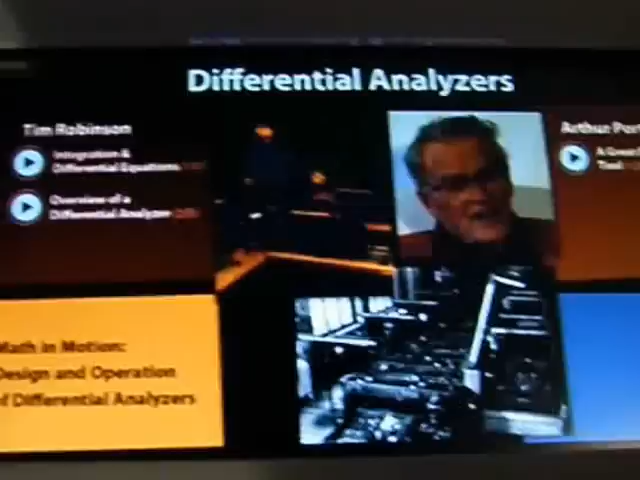 Differential Analyzers
Tim Robinson
Integration &
Differential Equations
Overview of a
Differential Analyzer
Arthur
A
Math in Motion:
Design and Operation
of Differential Analyzers